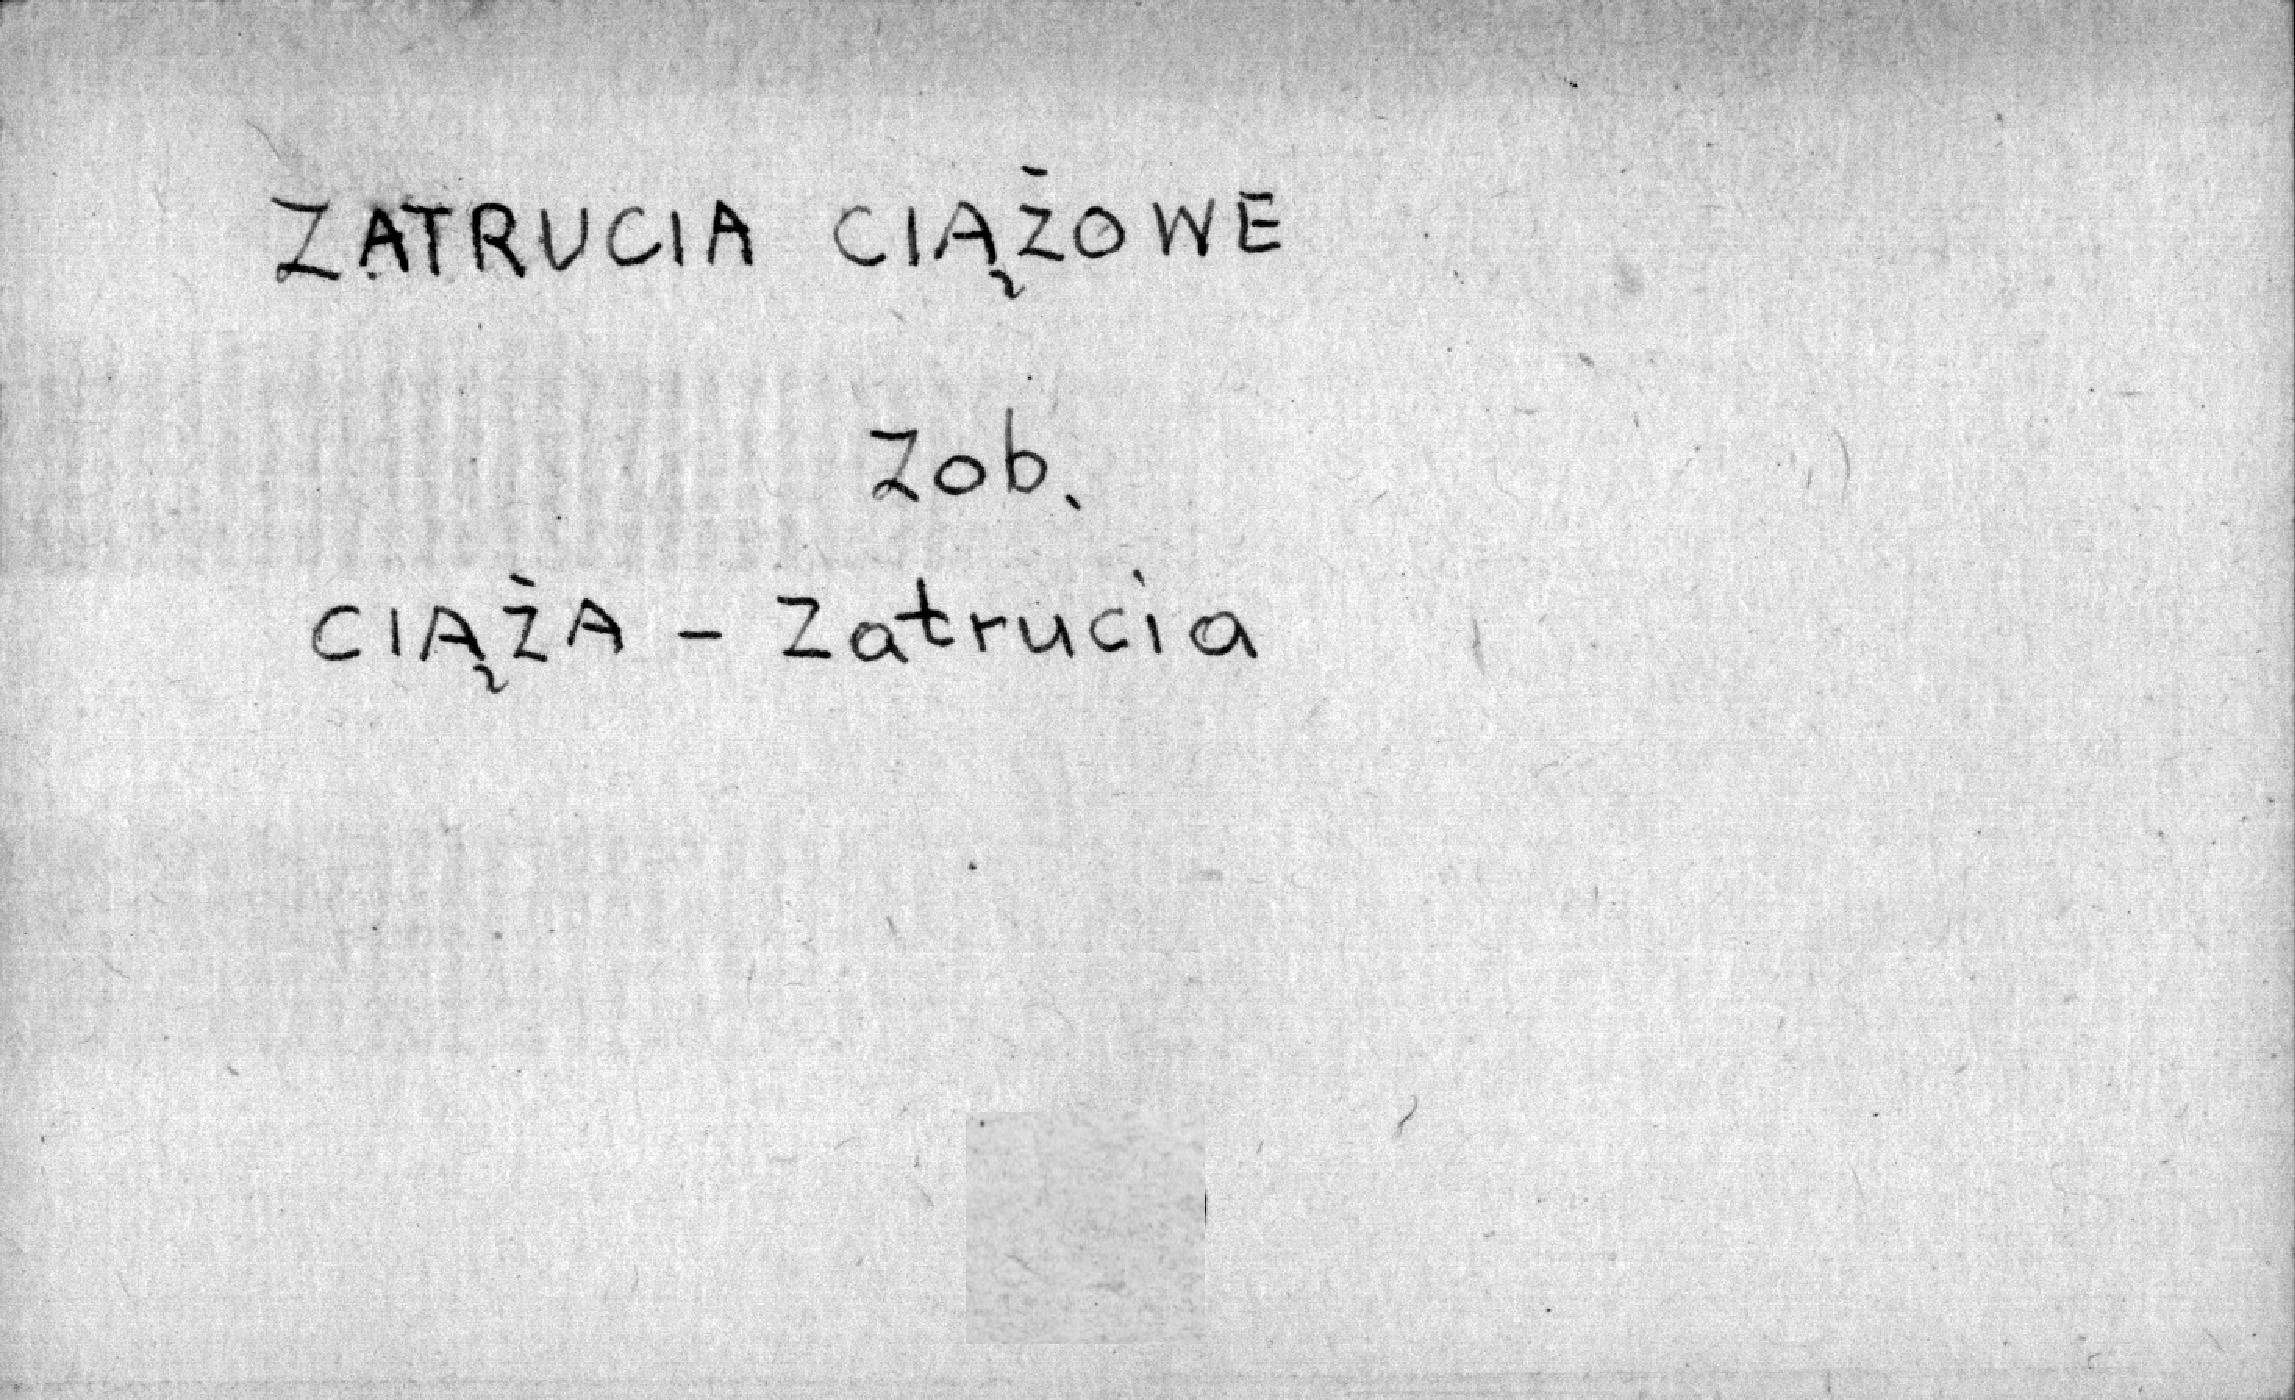 ZATRUCIA CIĄŻOWE
Zob.
CIĄŻA - Zatrucia